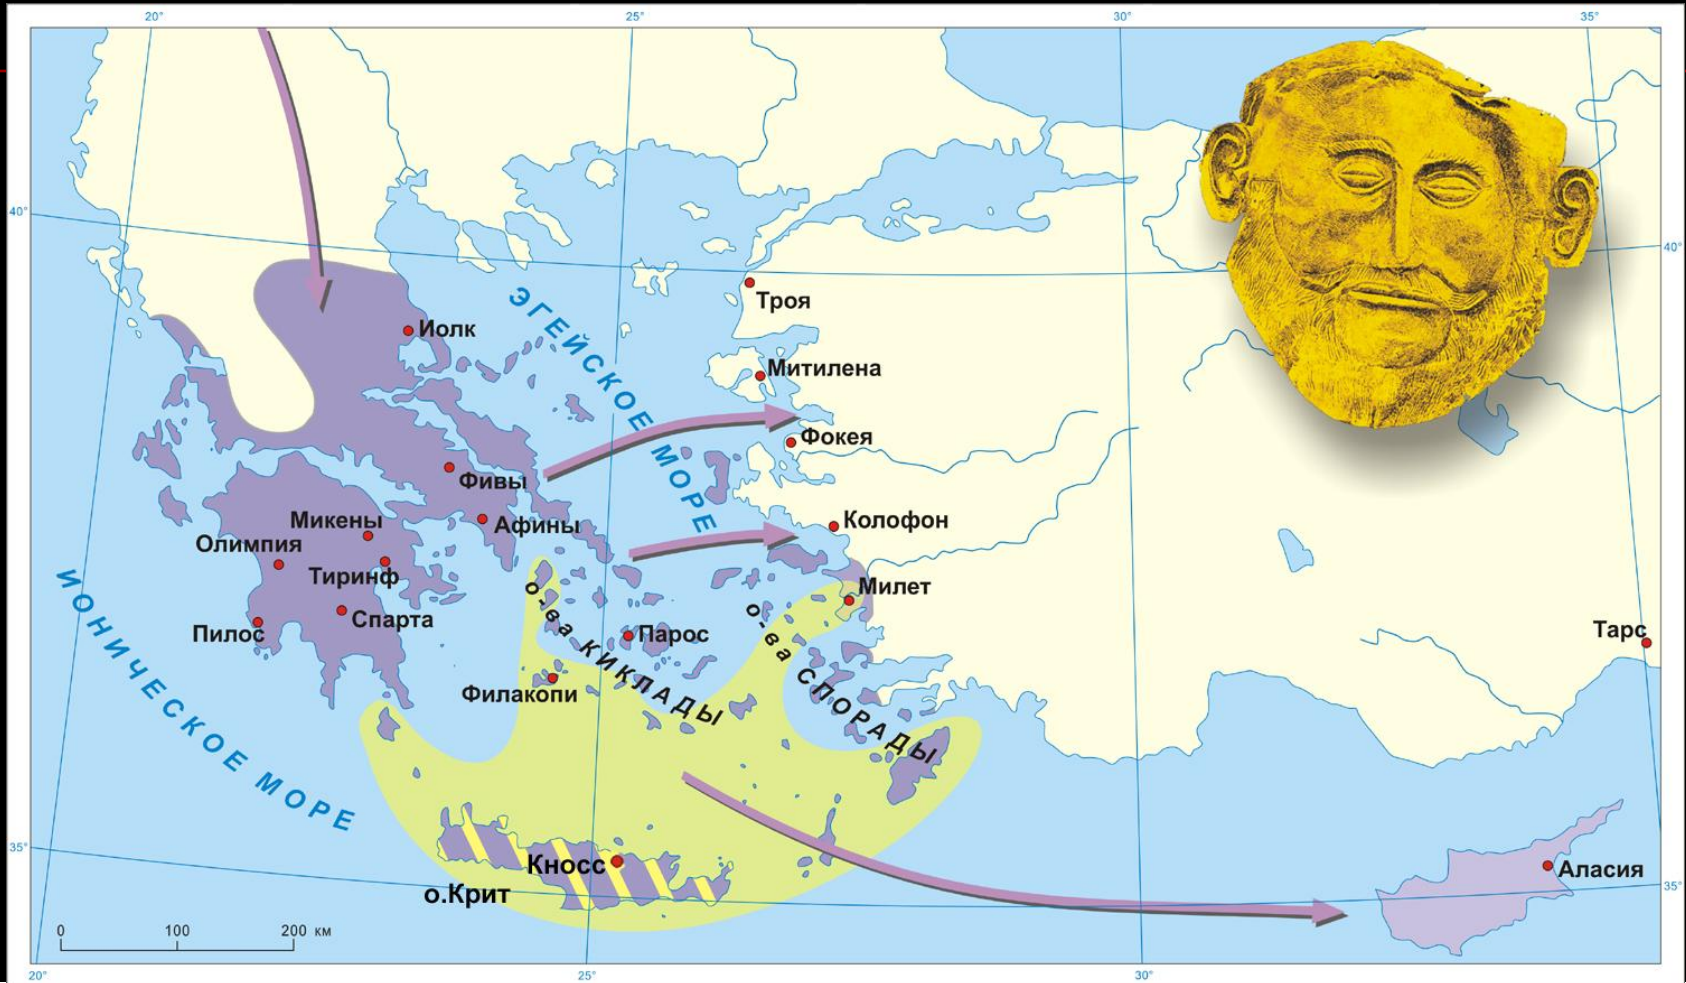 20°
25°
30°
35°
40°
40°
Троя
ЭГЕЙСКОЕ МОРЕ
Иолк
Митилена
Фокея
Фивы
Микены
Афины
Колофон
Олимпия
Тиринф
Милет
о-ва КИКЛАДЫ
о-ва СПОРАДЫ
Спарта
Пилос
Парос
Тарс
Филакопи
ИОНИЧЕСКОЕ МОРЕ
35°
Кносс
Аласия
35°
о.Крит
0 100 200 км
20°
25°
30°